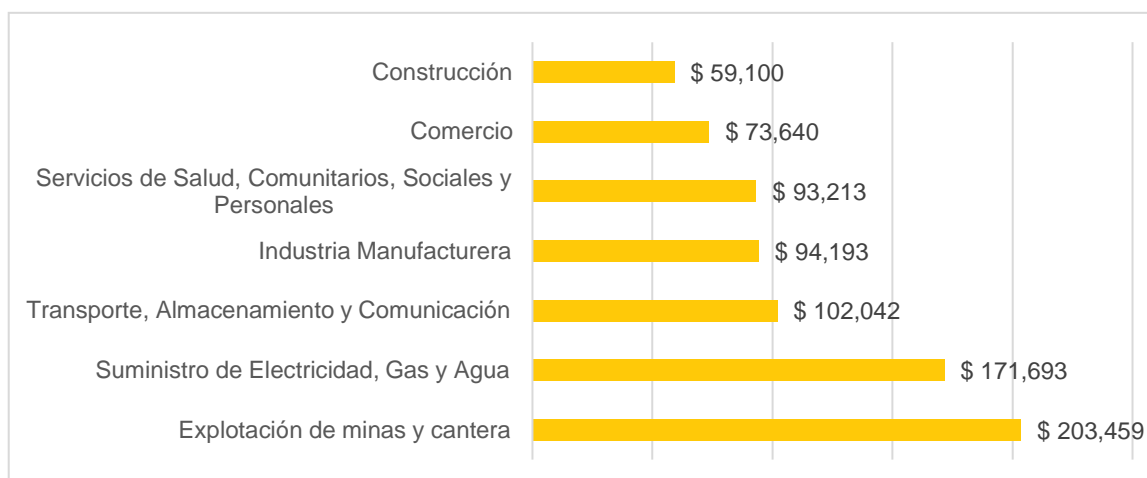 Construcción
$ 59,100
Comercio
$ 73,640
Servicios de Salud, Comunitarios, Sociales y
Personales
$ 93,213
Industria Manufacturera
$ 94,193
Transporte, Almacenamiento y Comunicación
$ 102,042
Suministro de Electricidad, Gas y Agua
$ 171,693
Explotación de minas y cantera
$ 203,459